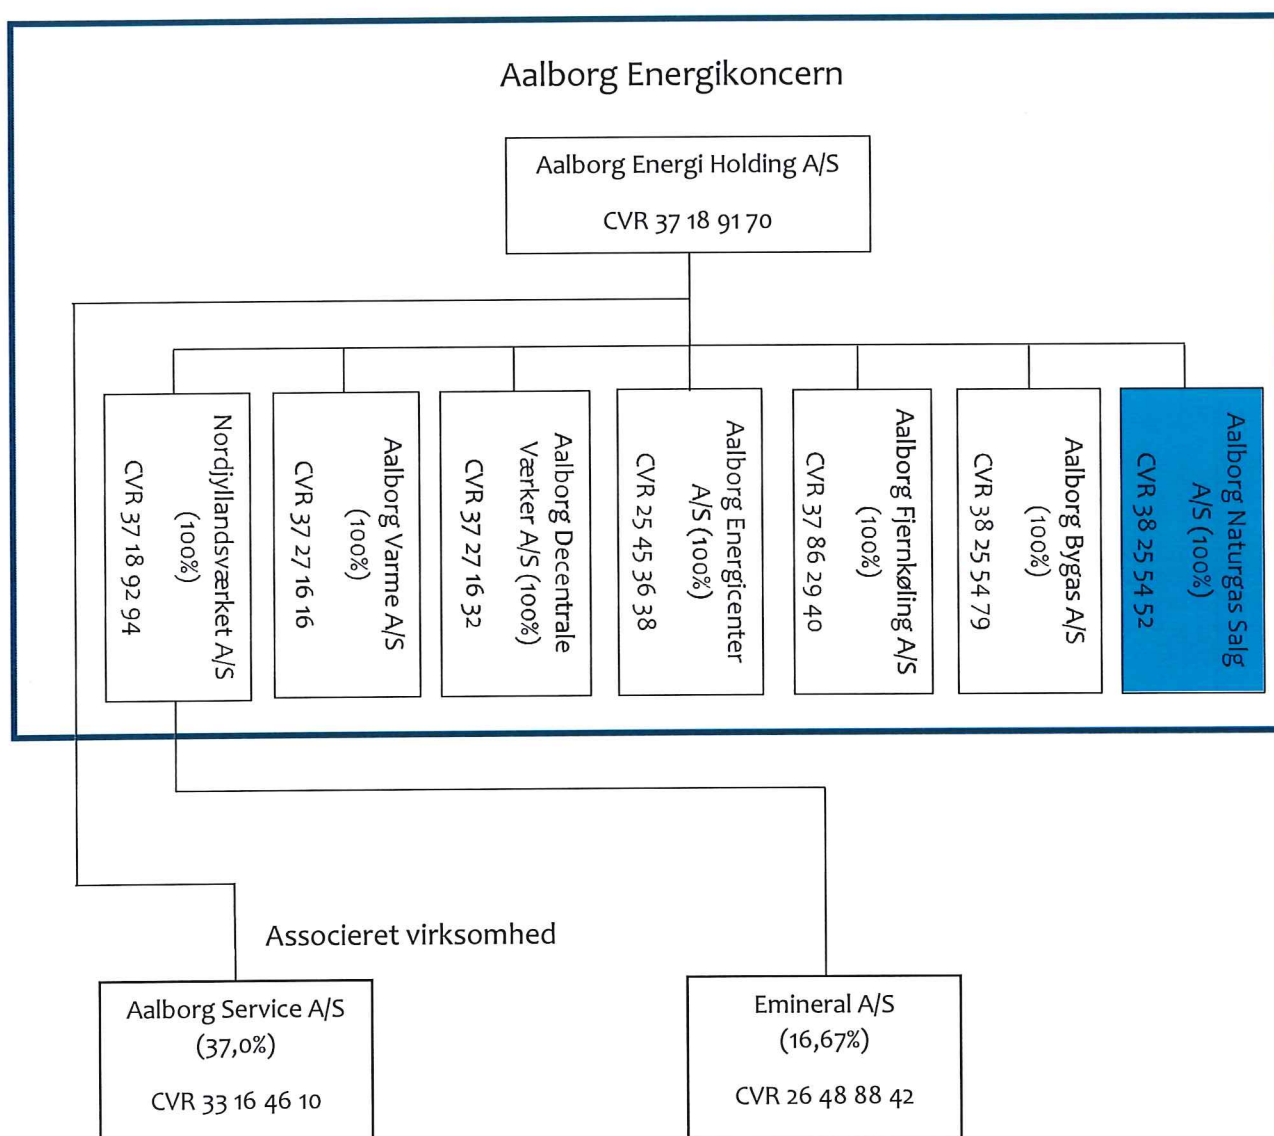 Aalborg Energikoncern
Aalborg Energi Holding A/S
CVR 37 18 91 70
Nordjyllandsværket A/S
(100%)
CVR 37 18 92 94
Aalborg Varme A/S
(100%)
CVR 37 27 16 16
Aalborg Decentrale
Værker A/S (100%)
CVR 37 27 16 32
Aalborg Energicenter
A/S (100%)
CVR 25 45 36 38
Aalborg Fjernkøling A/S
(100%)
CVR 37 86 29 40
Aalborg Bygas A/S
(100%)
CVR 38 25 54 79
Aalborg Naturgas Salg
A/S (100%)
CVR 38 25 54 52
Associeret virksomhed
Aalborg Service A/S
(37,0%)
CVR 33 16 46 10
Emineral A/S
(16,67%)
CVR 26 48 88 42